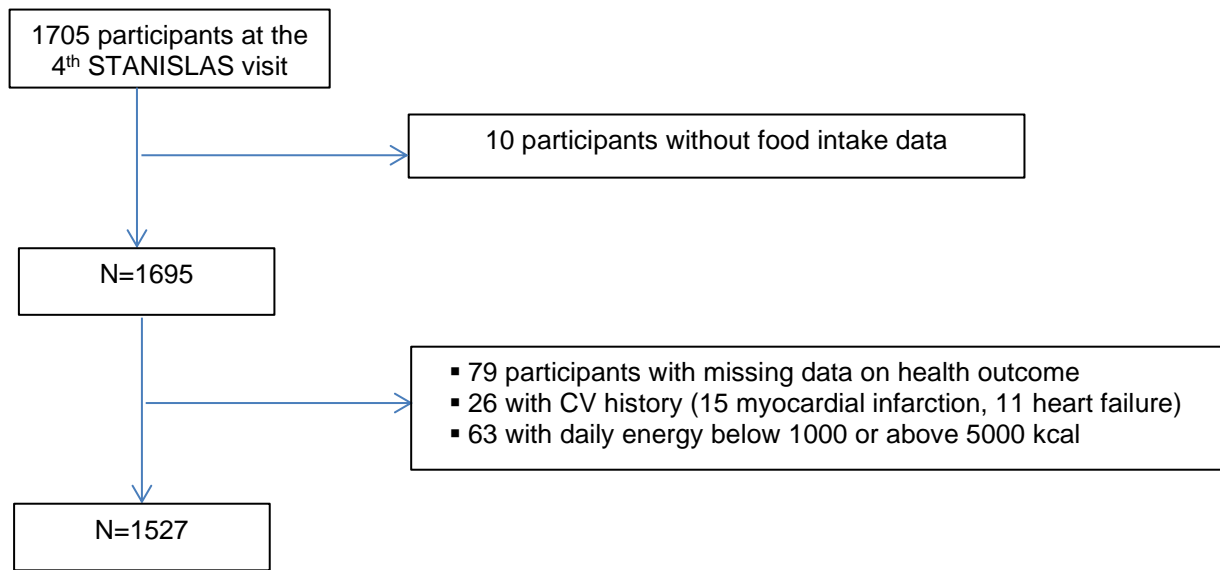 1705 participants at the
4th STANISLAS visit
10 participants without food intake data
N=1695
▪ 79 participants with missing data on health outcome
▪ 26 with CV history (15 myocardial infarction, 11 heart failure)
▪ 63 with daily energy below 1000 or above 5000 kcal
N=1527